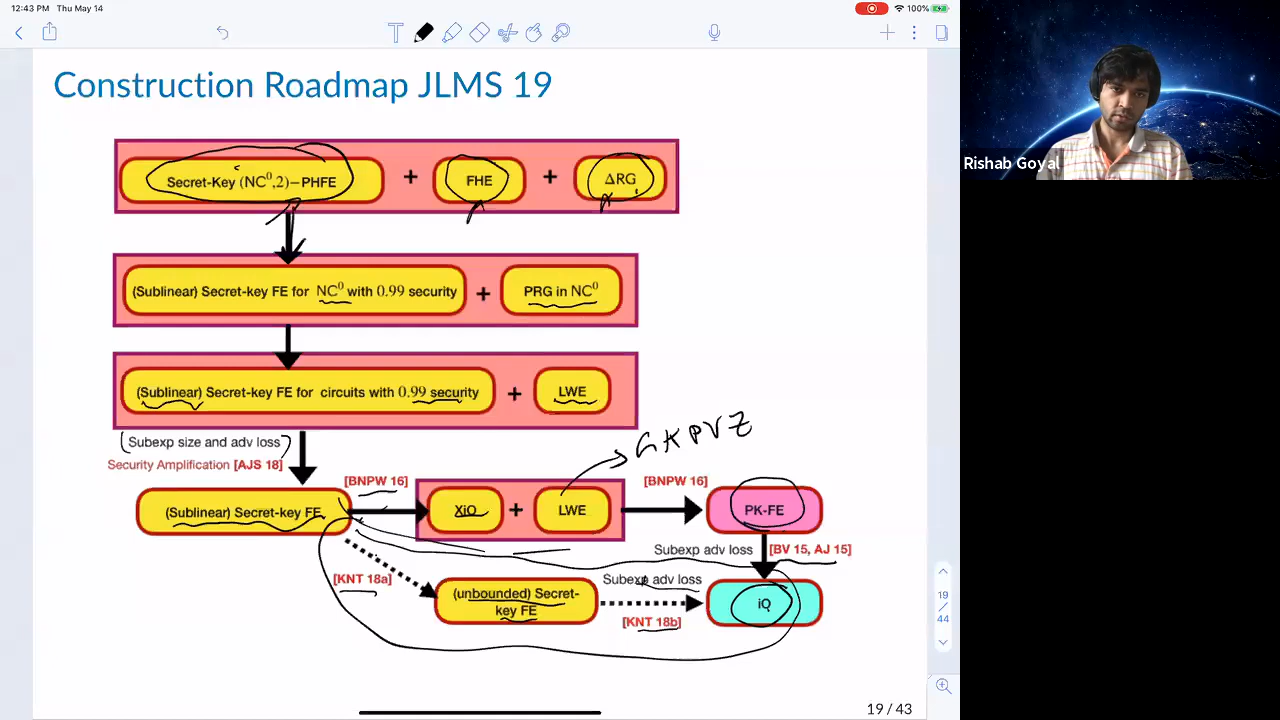 12:43 PM Thu May 14
100%
Construction Roadmap JLMS 19
Secret-Key (NC⁰,2)−PHFE + FHE + ΔRG
(Sublinear) Secret-key FE for NC⁰ with 0.99 security + PRG in NC⁰
(Sublinear) Secret-key FE for circuits with 0.99 security + LWE
GKPVZ
(Subexp size and adv loss)
Security Amplification [AJS 18]
[BNPW 16]
[BNPW 16]
(Sublinear) Secret-key FE
XiO + LWE
PK-FE
Subexp adv loss [BV 15, AJ 15]
[KNT 18a]
(unbounded) Secret-
key FE
Subexp adv loss
[KNT 18b]
iO
19
/
44
19 / 43
Rishab Goyal